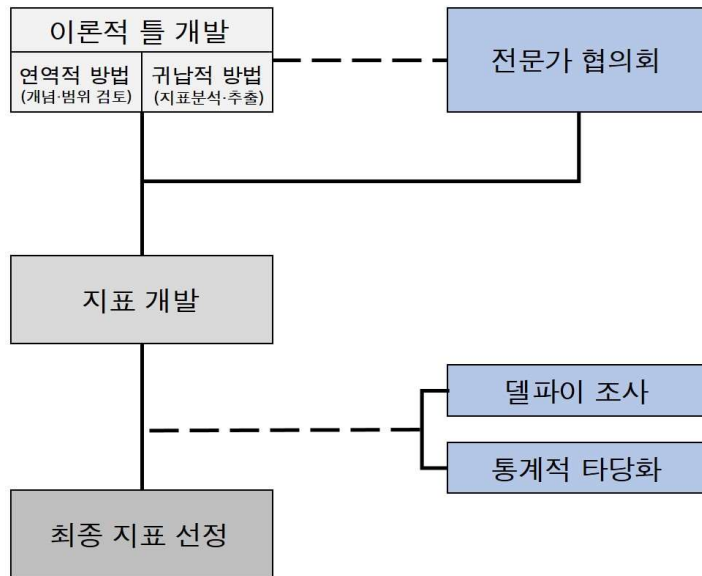 이론적 틀 개발
연역적 방법
(개념·범위 검토)
귀납적 방법
(지표분석·추출)
전문가 협의회
지표 개발
델파이 조사
통계적 타당화
최종 지표 선정